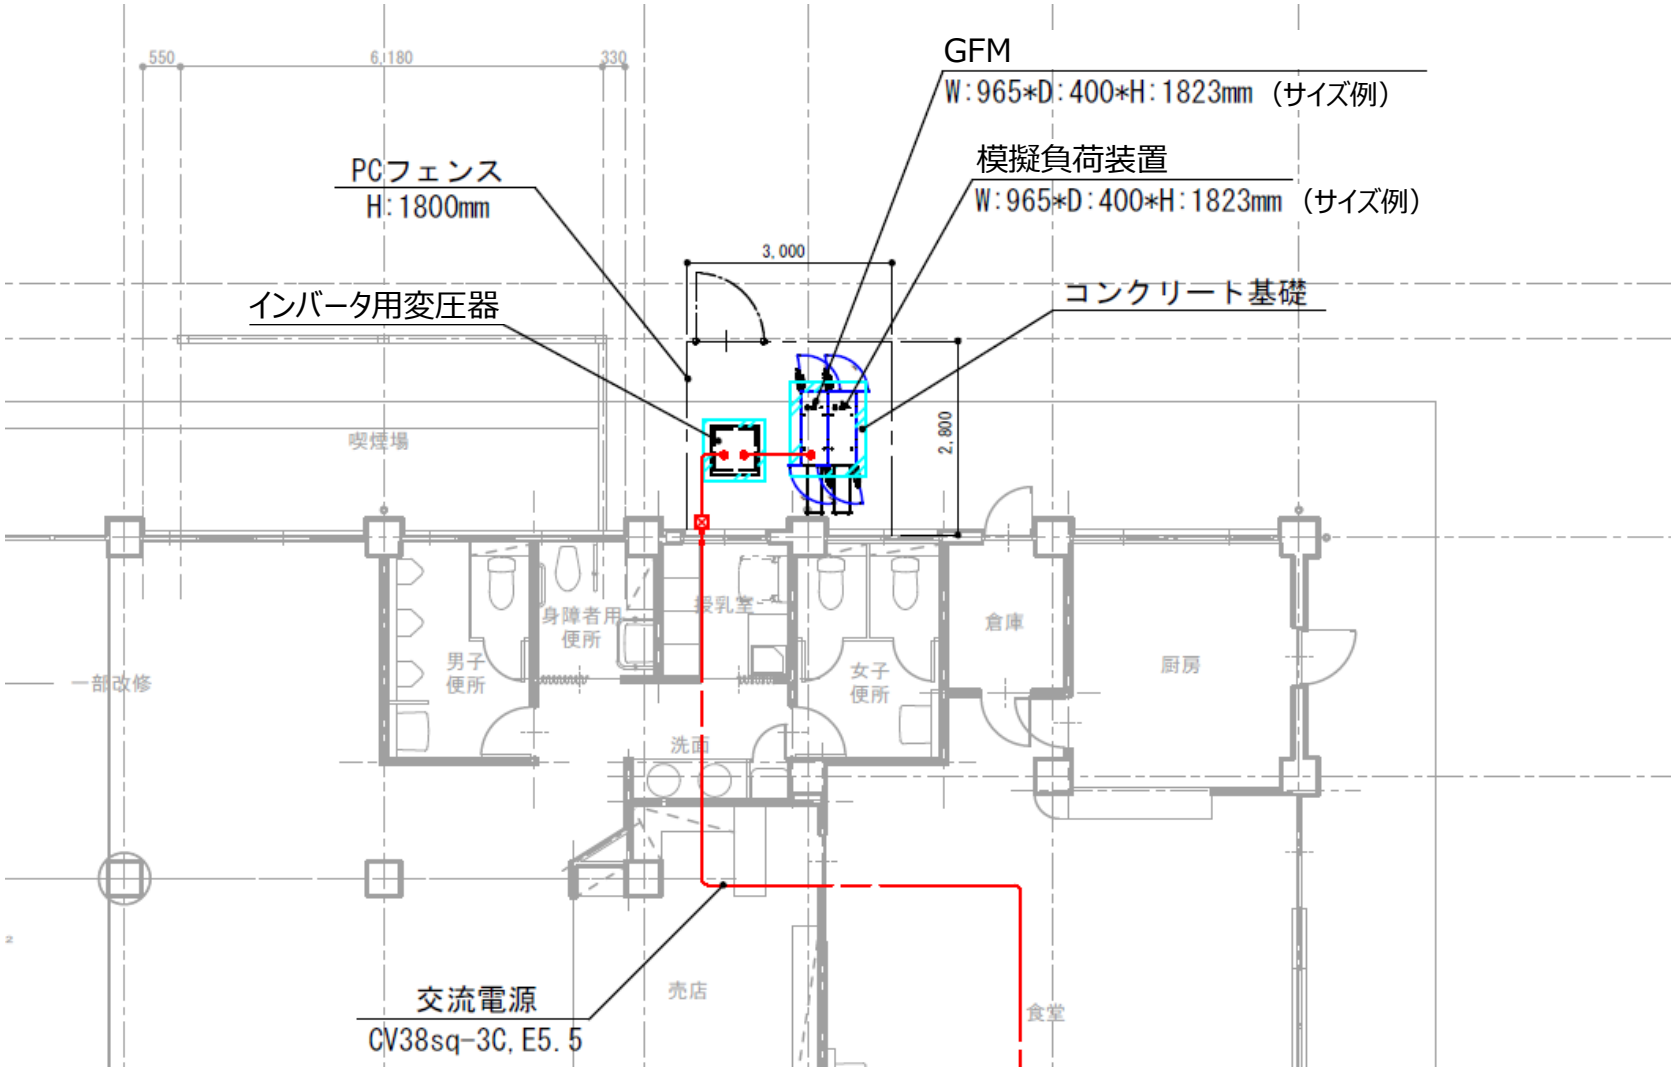 GFM
W:965*D:400*H:1823mm（サイズ例）
550
6,180
330
模擬負荷装置
W:965*D:400*H:1823mm（サイズ例）
PCフェンス
H:1800mm
3,000
コンクリート基礎
インバータ用変圧器
2,800
喫煙場
授乳室
身障者用
便所
倉庫
男子
便所
女子
便所
厨房
一部改修
洗面
2
売店
交流電源
CV38sq-3C,E5.5
食堂